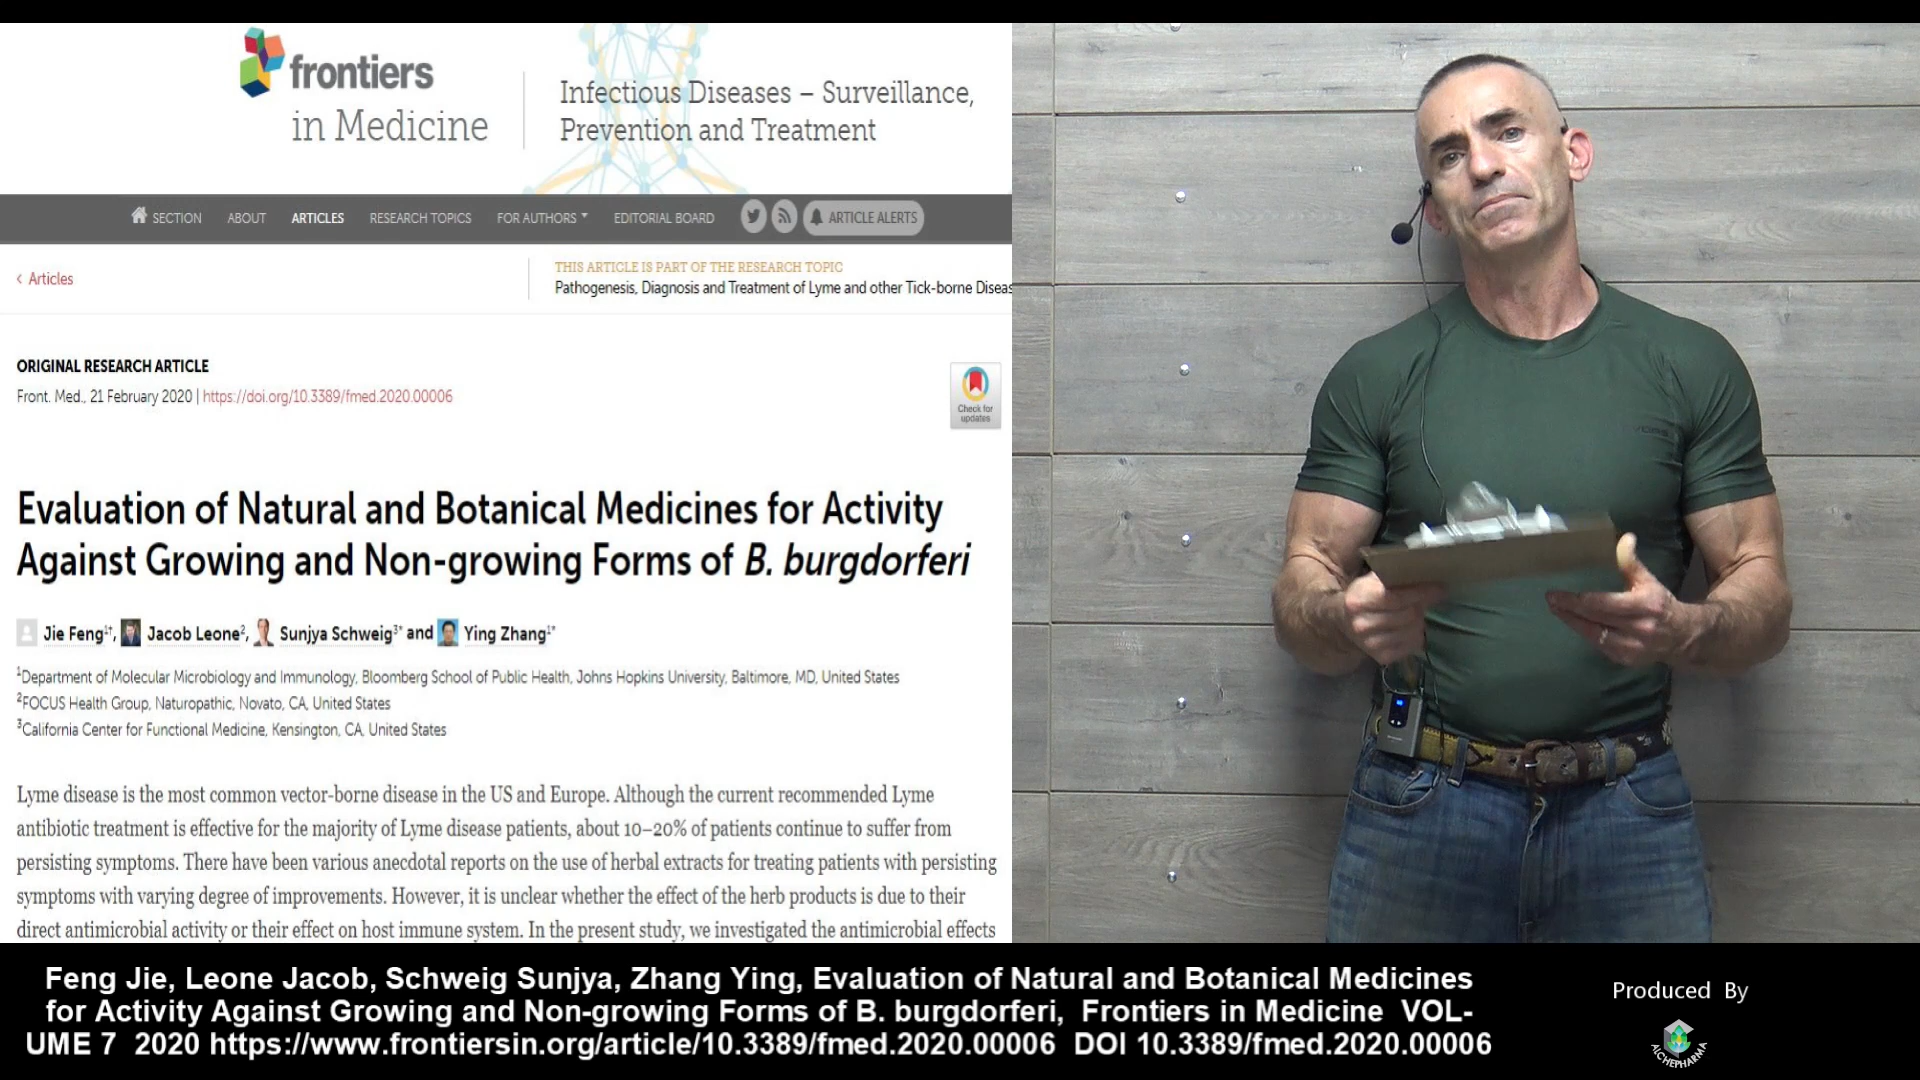 frontiers
in Medicine
Infectious Diseases – Surveillance,
Prevention and Treatment
SECTION ABOUT ARTICLES RESEARCH TOPICS FOR AUTHORS EDITORIAL BOARD ARTICLE ALERTS
‹ Articles
THIS ARTICLE IS PART OF THE RESEARCH TOPIC
Pathogenesis, Diagnosis and Treatment of Lyme and other Tick-borne Diseas
ORIGINAL RESEARCH ARTICLE
Front. Med., 21 February 2020 | https://doi.org/10.3389/fmed.2020.00006
Check for
updates
Evaluation of Natural and Botanical Medicines for Activity
Against Growing and Non-growing Forms of B. burgdorferi
Jie Feng1†, Jacob Leone2, Sunjya Schweig3* and Ying Zhang1*
1Department of Molecular Microbiology and Immunology, Bloomberg School of Public Health, Johns Hopkins University, Baltimore, MD, United States
2FOCUS Health Group, Naturopathic, Novato, CA, United States
3California Center for Functional Medicine, Kensington, CA, United States
Lyme disease is the most common vector-borne disease in the US and Europe. Although the current recommended Lyme
antibiotic treatment is effective for the majority of Lyme disease patients, about 10–20% of patients continue to suffer from
persisting symptoms. There have been various anecdotal reports on the use of herbal extracts for treating patients with persisting
symptoms with varying degree of improvements. However, it is unclear whether the effect of the herb products is due to their
direct antimicrobial activity or their effect on host immune system. In the present study, we investigated the antimicrobial effects
Feng Jie, Leone Jacob, Schweig Sunjya, Zhang Ying, Evaluation of Natural and Botanical Medicines
for Activity Against Growing and Non-growing Forms of B. burgdorferi, Frontiers in Medicine VOL-
UME 7 2020 https://www.frontiersin.org/article/10.3389/fmed.2020.00006 DOI 10.3389/fmed.2020.00006
Produced By
AlCHEPHARMA